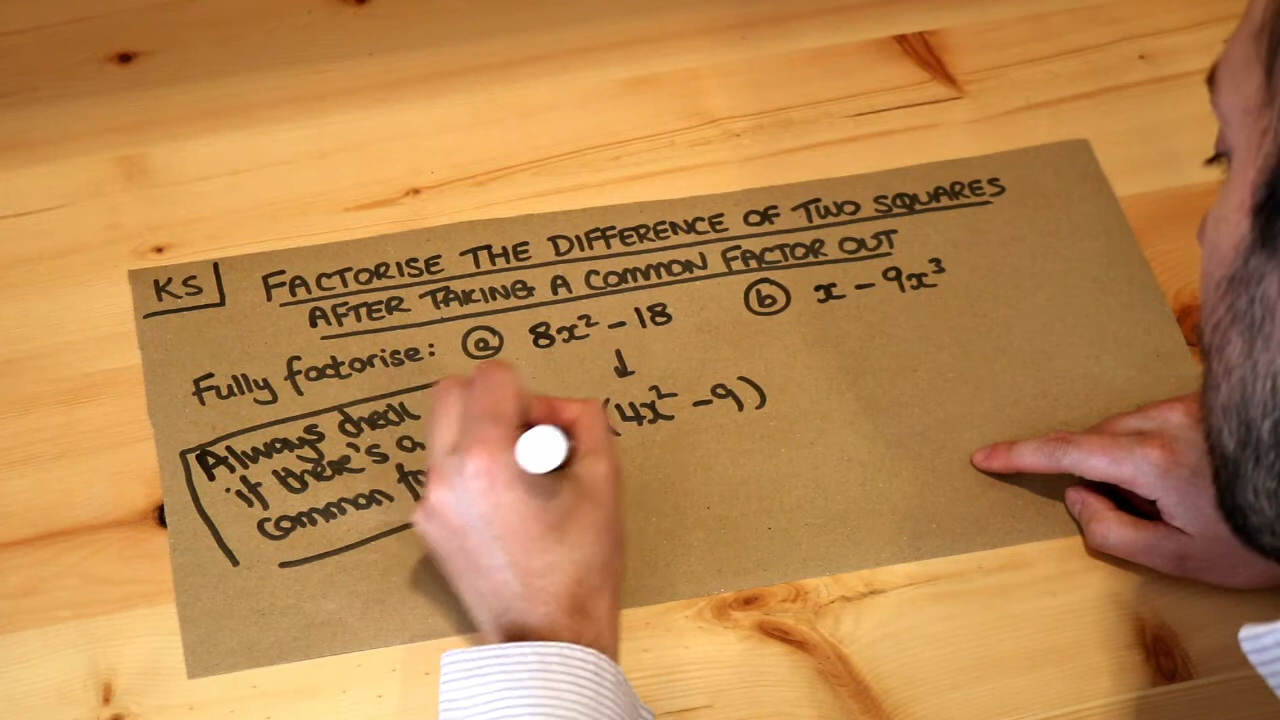 KS
FACTORISE THE DIFFERENCE OF TWO SQUARES
AFTER TAKING A COMMON FACTOR OUT
Fully factorise: (a) 8x² - 18 (b) x - 9x³
↓
(4x² - 9)
Always check
if there's a
common